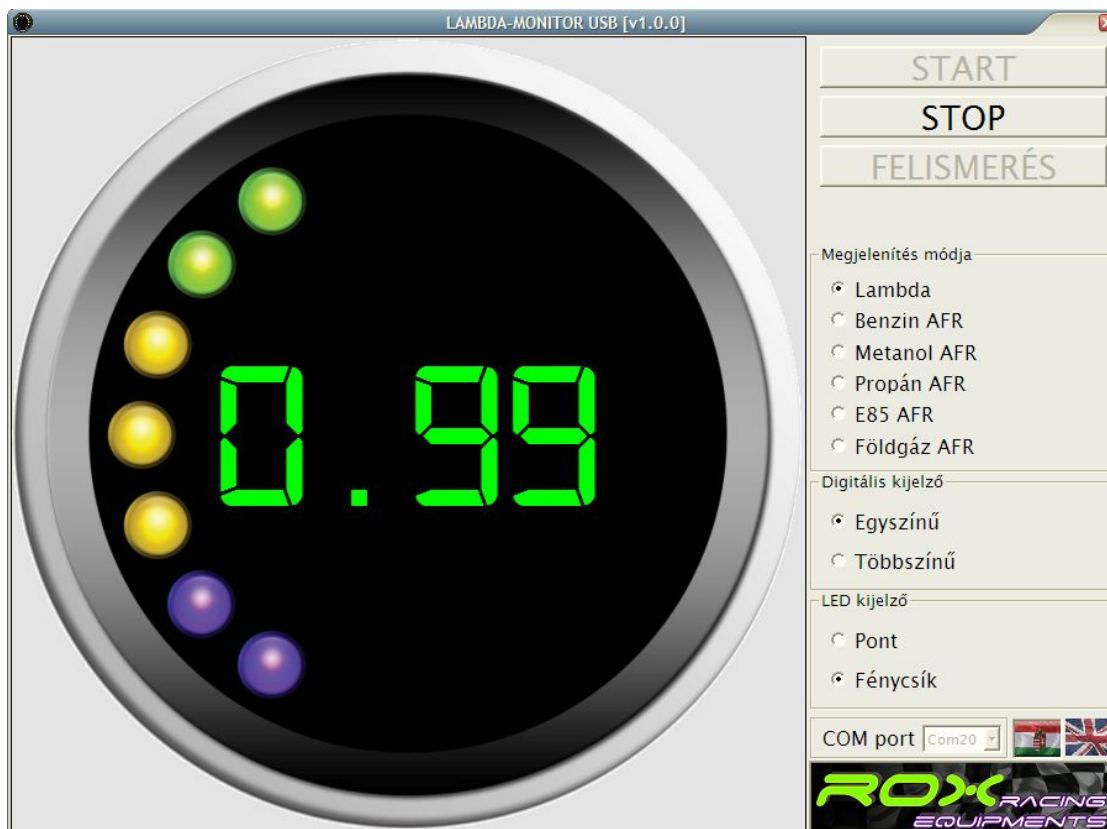 LAMBDA-MONITOR USB [v1.0.0]
0.99
START
STOP
FELISMERÉS
Megjelenítés módja
Lambda
Benzin AFR
Metanol AFR
Propán AFR
E85 AFR
Földgáz AFR
Digitális kijelző
Egyszínű
Többszínű
LED kijelző
Pont
Fénycsík
COM port Com20
ROX RACING
EQUIPMENTS